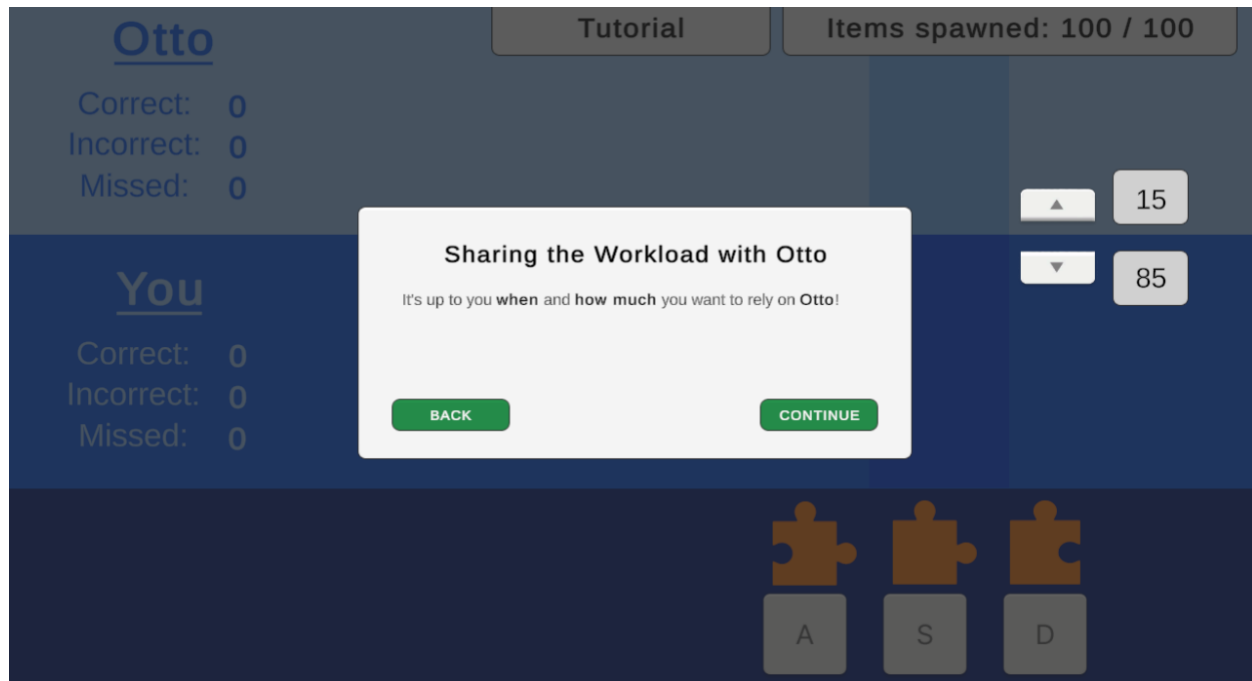 Otto
Correct: 0
Incorrect: 0
Missed: 0
Tutorial
Items spawned: 100 / 100
▲ 15
▼ 85
Sharing the Workload with Otto
It's up to you when and how much you want to rely on Otto!
BACK
CONTINUE
You
Correct: 0
Incorrect: 0
Missed: 0
A
S
D